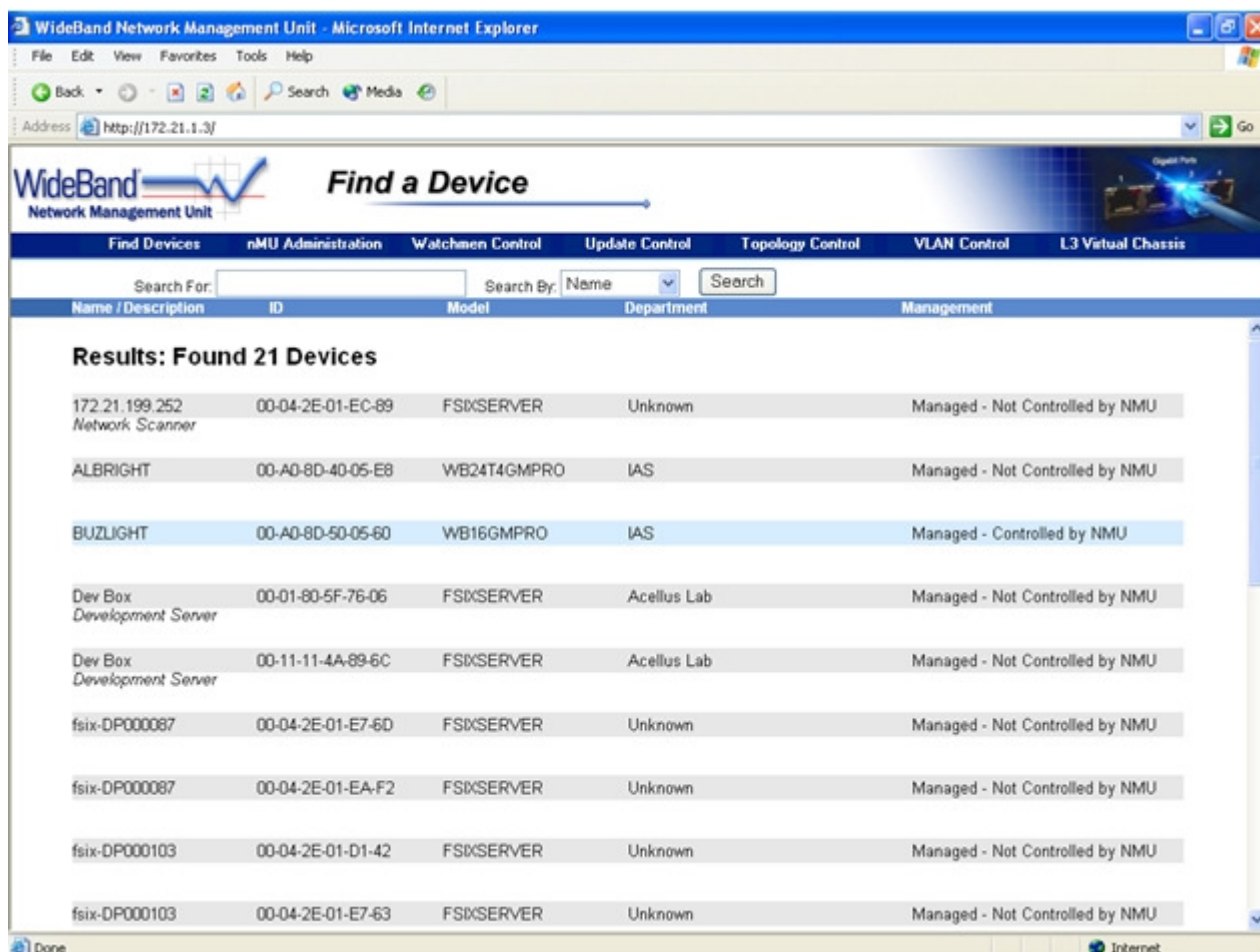 WideBand Network Management Unit - Microsoft Internet Explorer
File Edit View Favorites Tools Help
Back Search Media
Address http://172.21.1.3/ Go
WideBand
Network Management Unit
Find a Device
Gigabit Ports
1 2 3 4
Find Devices nMU Administration Watchmen Control Update Control Topology Control VLAN Control L3 Virtual Chassis
Search For: Search By: Name Search
Name / Description ID Model Department Management
Results: Found 21 Devices
172.21.199.252 00-04-2E-01-EC-89 FSIXSERVER Unknown Managed - Not Controlled by NMU
Network Scanner
ALBRIGHT 00-A0-8D-40-05-E8 WB24T4GMPRO IAS Managed - Not Controlled by NMU
BUZLIGHT 00-A0-8D-50-05-60 WB16GMPRO IAS Managed - Controlled by NMU
Dev Box 00-01-80-5F-76-06 FSIXSERVER Acellus Lab Managed - Not Controlled by NMU
Development Server
Dev Box 00-11-11-4A-89-6C FSIXSERVER Acellus Lab Managed - Not Controlled by NMU
Development Server
fsix-DP000087 00-04-2E-01-E7-6D FSIXSERVER Unknown Managed - Not Controlled by NMU
fsix-DP000087 00-04-2E-01-EA-F2 FSIXSERVER Unknown Managed - Not Controlled by NMU
fsix-DP000103 00-04-2E-01-D1-42 FSIXSERVER Unknown Managed - Not Controlled by NMU
fsix-DP000103 00-04-2E-01-E7-63 FSIXSERVER Unknown Managed - Not Controlled by NMU
Done Internet